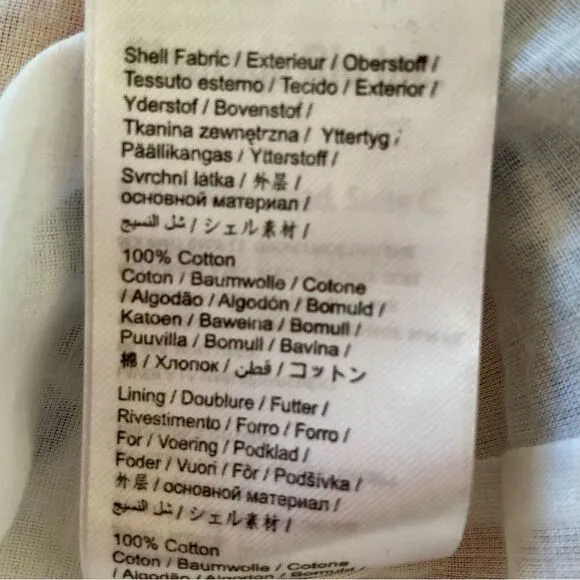 Shell Fabric / Exterieur / Oberstoff /
Tessuto esterno / Tecido / Exterior /
Yderstof / Bovenstof /
Tkanina zewnętrzna / Yttertyg /
Päällikangas / Ytterstoff /
Svrchní látka / 外层 /
основной материал /
شل النسيج / シェル素材 /
100% Cotton
Coton / Baumwolle / Cotone
/ Algodão / Algodón / Bomuld /
Katoen / Bawełna / Bomull /
Puuvilla / Bomull / Bavlna /
棉 / Хлопок / قطن / コットン
Lining / Doublure / Futter /
Rivestimento / Forro / Forro /
For / Voering / Podklad /
Foder / Vuori / Fôr / Podšívka /
外层 / основной материал /
شل النسيج / シェル素材 /
100% Cotton
Coton / Baumwolle / Cotone
/ Algodão / Algodón / Bomuld /